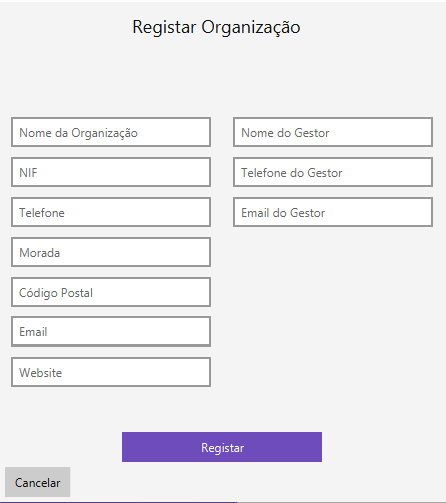 Registar Organização
Nome da Organização
NIF
Telefone
Morada
Código Postal
Email
Website
Nome do Gestor
Telefone do Gestor
Email do Gestor
Registar
Cancelar